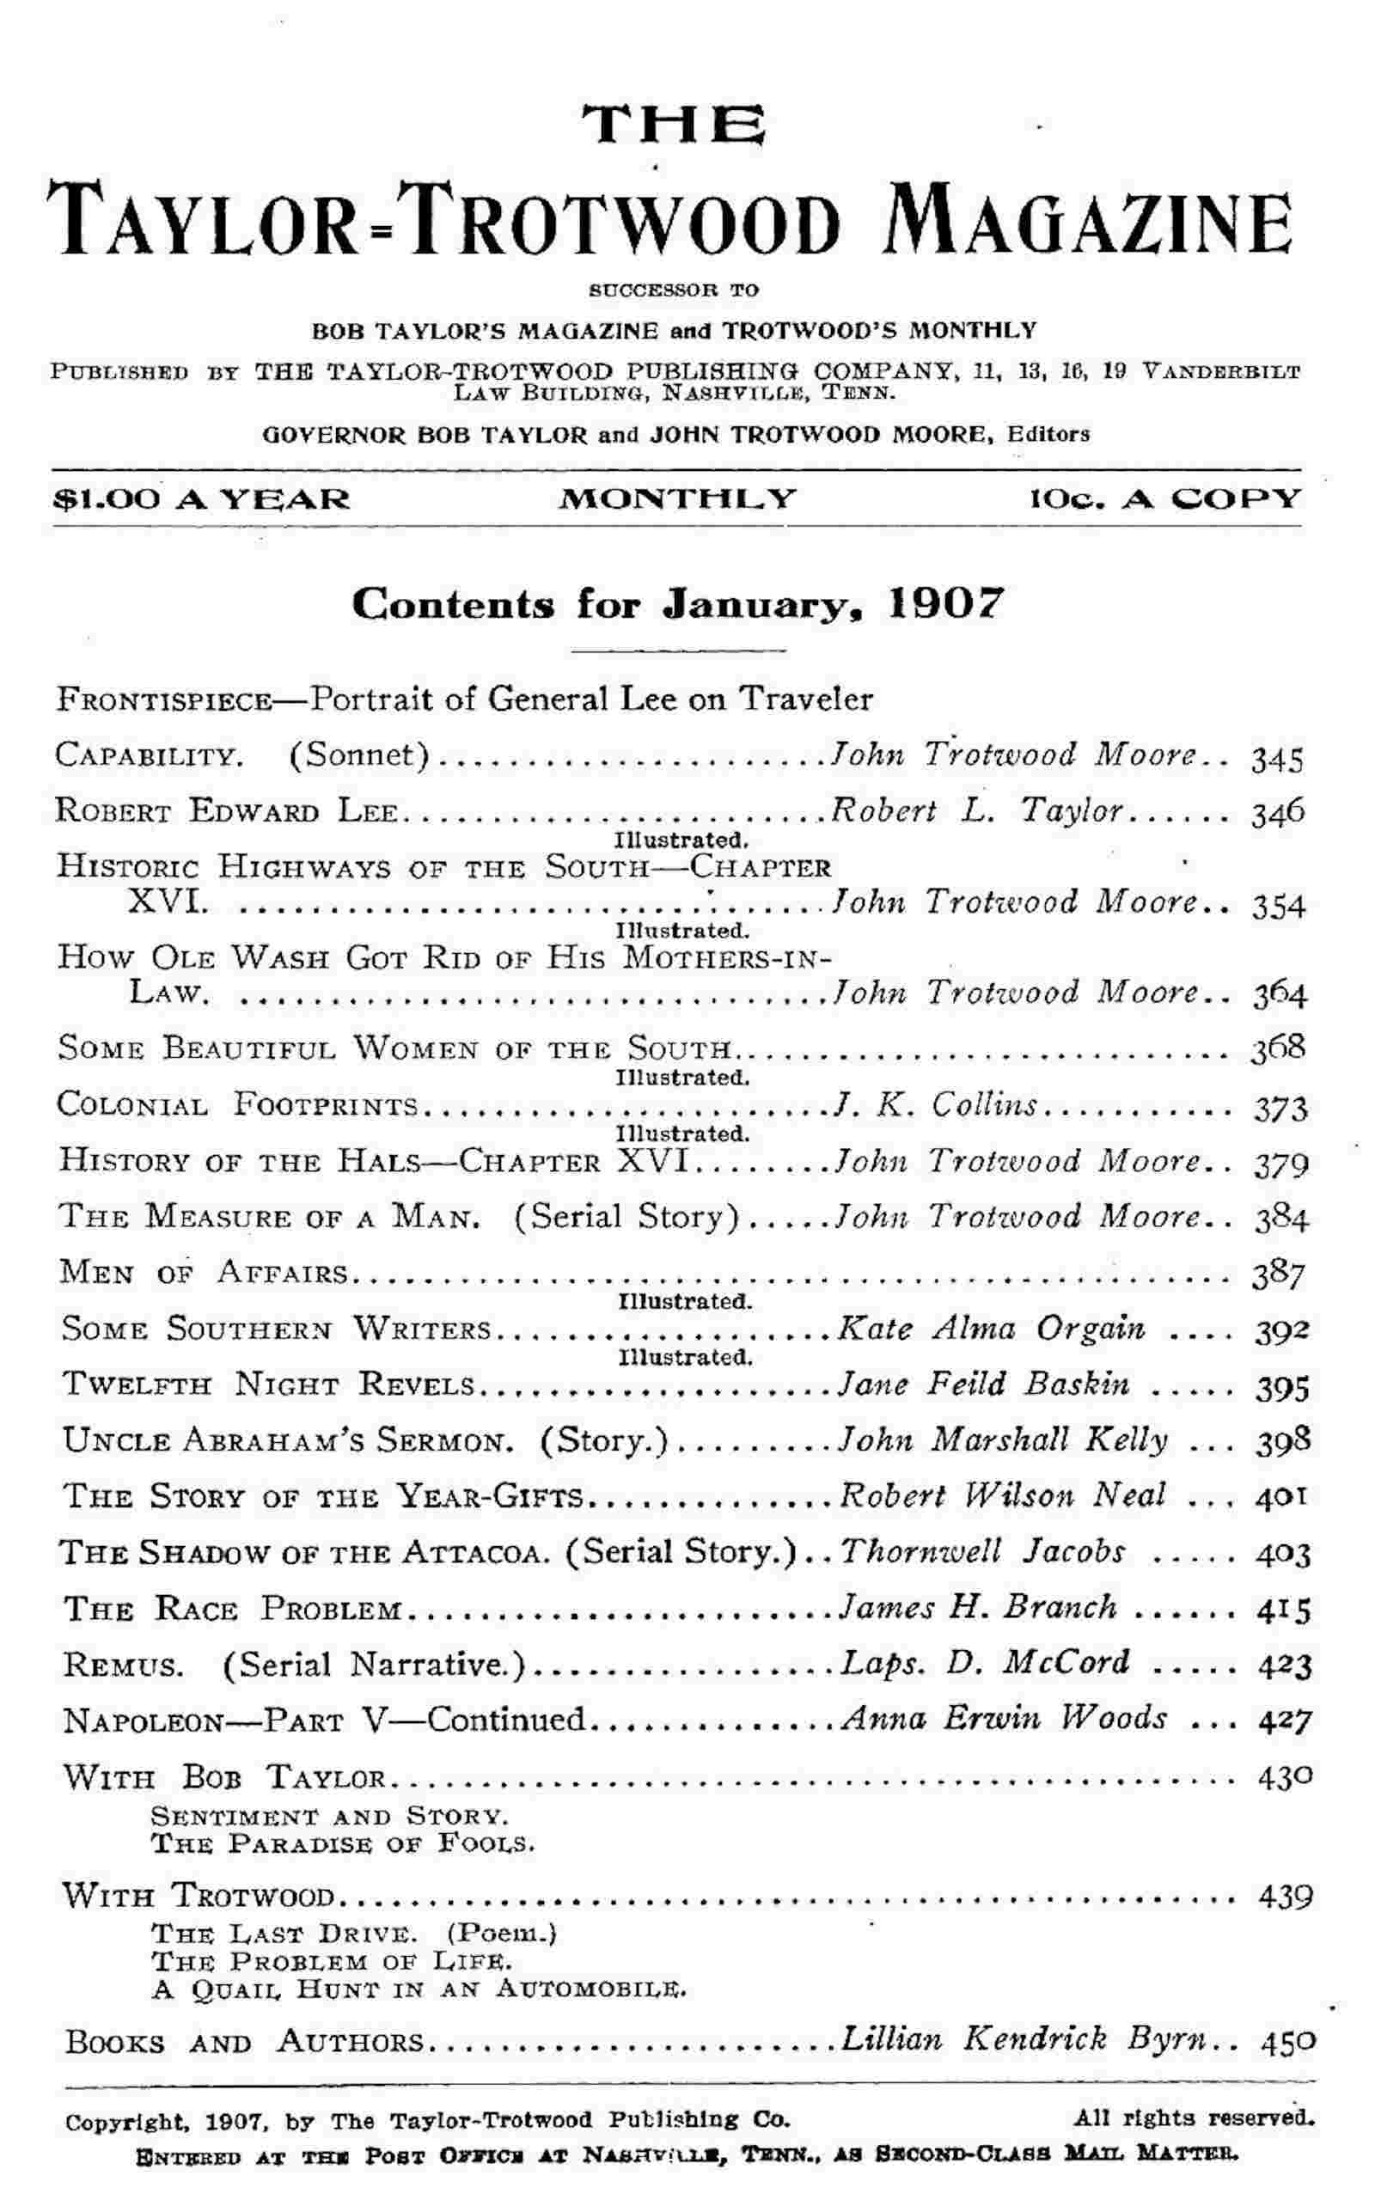 THE
TAYLOR-TROTWOOD MAGAZINE
SUCCESSOR TO
BOB TAYLOR'S MAGAZINE and TROTWOOD'S MONTHLY
PUBLISHED BY THE TAYLOR-TROTWOOD PUBLISHING COMPANY, 11, 13, 16, 19 VANDERBILT
LAW BUILDING, NASHVILLE, TENN.
GOVERNOR BOB TAYLOR and JOHN TROTWOOD MOORE, Editors
$1.00 A YEAR MONTHLY 10c. A COPY
Contents for January, 1907
FRONTISPIECE—Portrait of General Lee on Traveler
CAPABILITY. (Sonnet)......................John Trotwood Moore.. 345
ROBERT EDWARD LEE........................Robert L. Taylor...... 346
Illustrated.
HISTORIC HIGHWAYS OF THE SOUTH—CHAPTER
XVI. .................................John Trotwood Moore.. 354
Illustrated.
HOW OLE WASH GOT RID OF HIS MOTHERS-IN-
LAW. .................................John Trotwood Moore.. 364
SOME BEAUTIFUL WOMEN OF THE SOUTH............................ 368
Illustrated.
COLONIAL FOOTPRINTS.......................J. K. Collins........... 373
Illustrated.
HISTORY OF THE HALS—CHAPTER XVI........John Trotwood Moore.. 379
THE MEASURE OF A MAN. (Serial Story).....John Trotwood Moore.. 384
MEN OF AFFAIRS.................................................. 387
Illustrated.
SOME SOUTHERN WRITERS...................Kate Alma Orgain .... 392
Illustrated.
TWELFTH NIGHT REVELS....................Jane Feild Baskin ..... 395
UNCLE ABRAHAM'S SERMON. (Story.).........John Marshall Kelly ... 398
THE STORY OF THE YEAR-GIFTS..............Robert Wilson Neal ... 401
THE SHADOW OF THE ATTACOA. (Serial Story.)..Thornwell Jacobs ..... 403
THE RACE PROBLEM........................James H. Branch ...... 415
REMUS. (Serial Narrative.).................Laps. D. McCord ..... 423
NAPOLEON—PART V—Continued..............Anna Erwin Woods ... 427
WITH BOB TAYLOR................................................ 430
SENTIMENT AND STORY.
THE PARADISE OF FOOLS.
WITH TROTWOOD................................................... 439
THE LAST DRIVE. (Poem.)
THE PROBLEM OF LIFE.
A QUAIL HUNT IN AN AUTOMOBILE.
BOOKS AND AUTHORS.......................Lillian Kendrick Byrn.. 450
Copyright, 1907, by The Taylor-Trotwood Publishing Co. All rights reserved.
ENTERED AT THE POST OFFICE AT NASHVILLE, TENN., AS SECOND-CLASS MAIL MATTER.